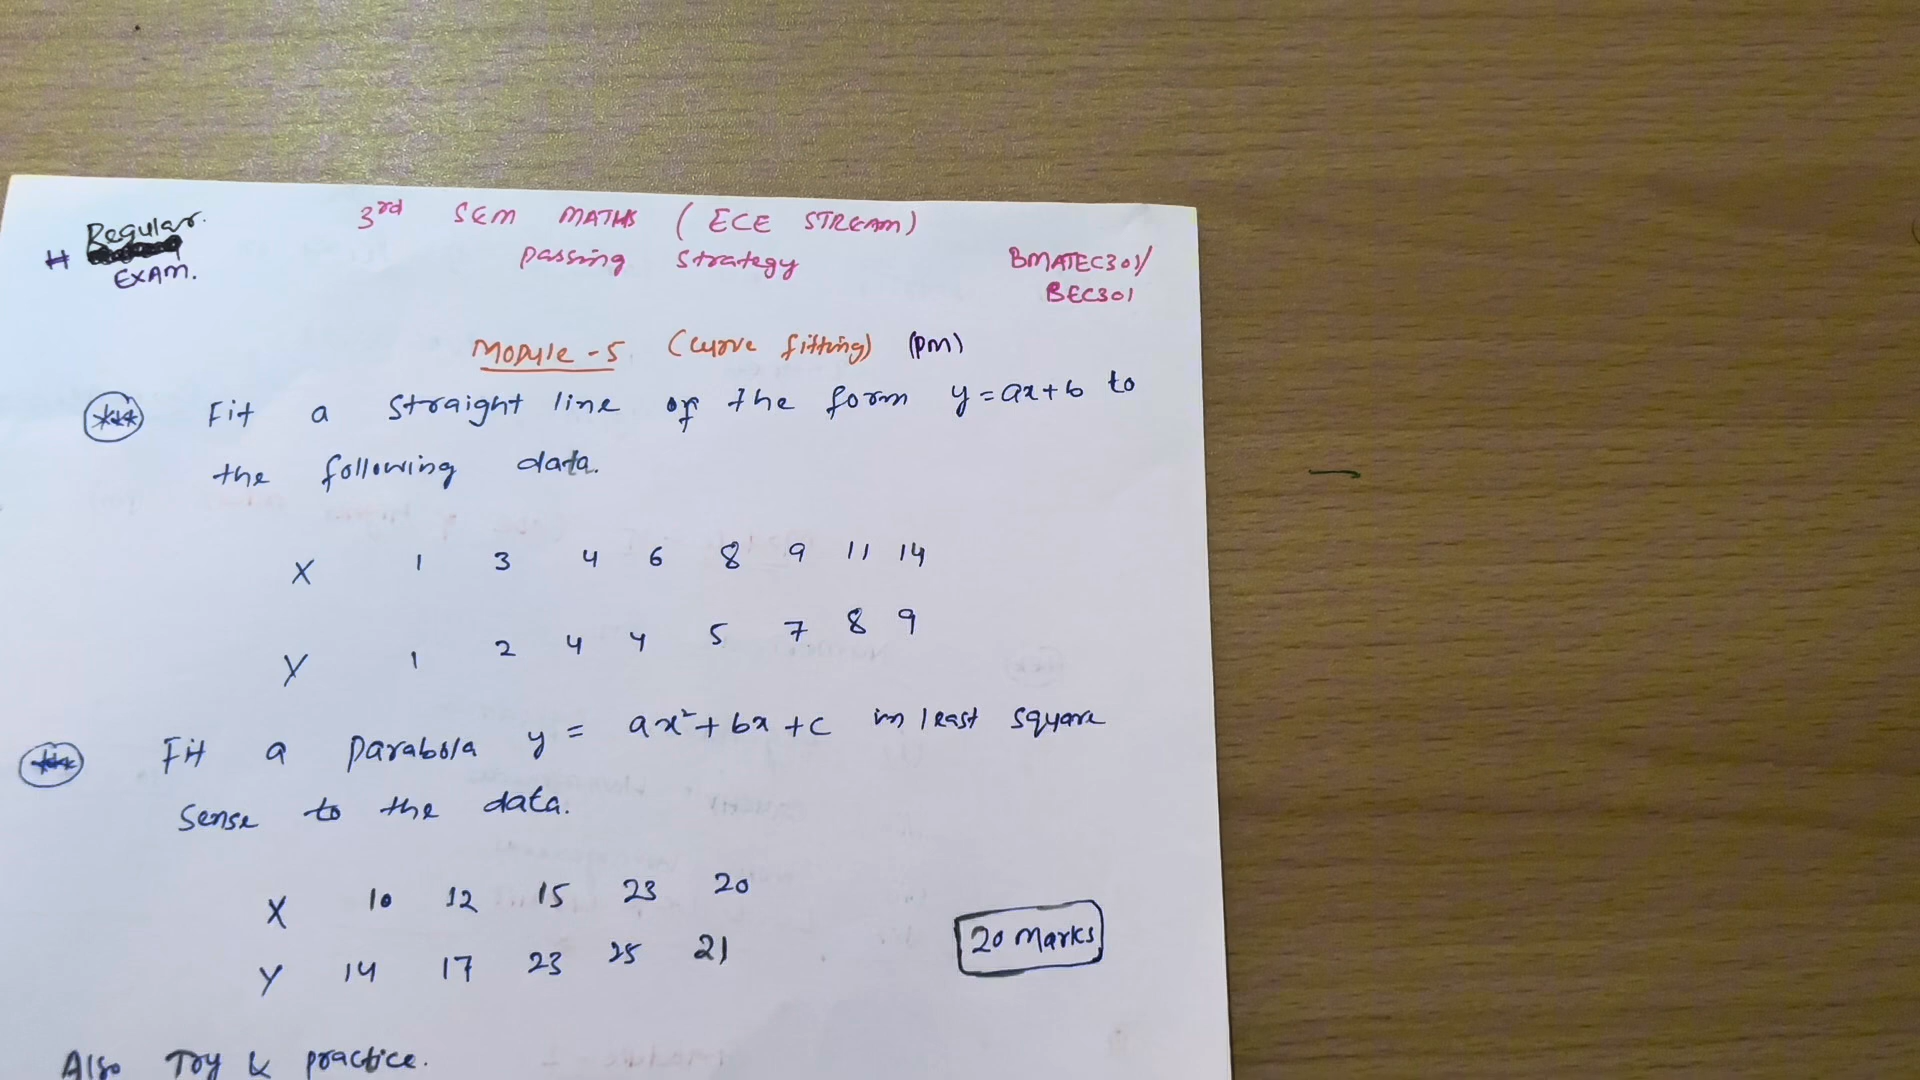 # Regular
EXAM.
3rd SEM MATHS (ECE STREAM)
passing strategy
BMATEC301/
BEC301
MODULE-5 (curve fitting) (PM)
*** Fit a straight line of the form y=ax+b to
the following data.
X 1 3 4 6 8 9 11 14
Y 1 2 4 4 5 7 8 9
*** Fit a Parabola y = ax²+bx+c in least square
sense to the data.
X 10 12 15 23 20
Y 14 17 23 25 21
20 Marks
Also Try & practice.